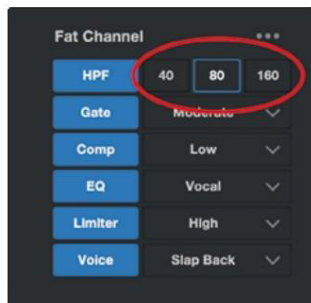 Fat Channel
HPF 40 80 160
Gate Moderate
Comp Low
EQ Vocal
Limiter High
Voice Slap Back